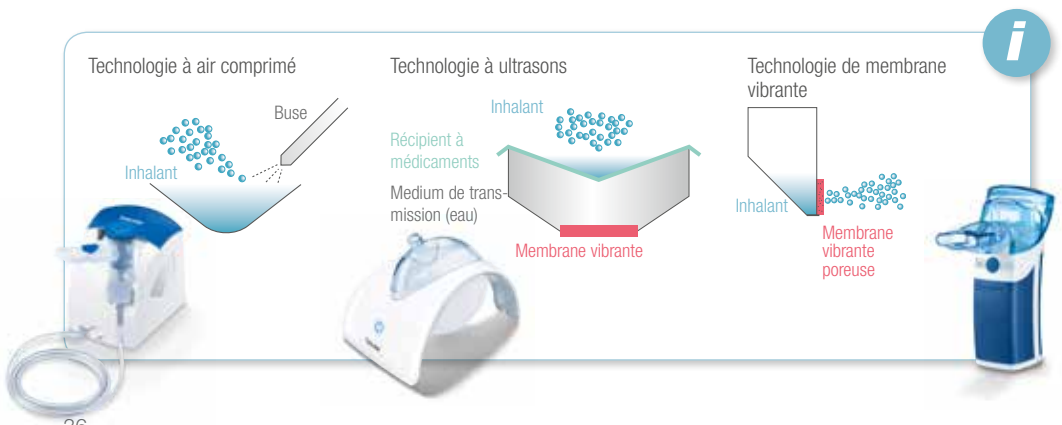 i
Technologie à air comprimé
Buse
Inhalant
Technologie à ultrasons
Inhalant
Récipient à
médicaments
Medium de trans-
mission (eau)
Membrane vibrante
Technologie de membrane
vibrante
Inhalant
Membrane
vibrante
poreuse
26